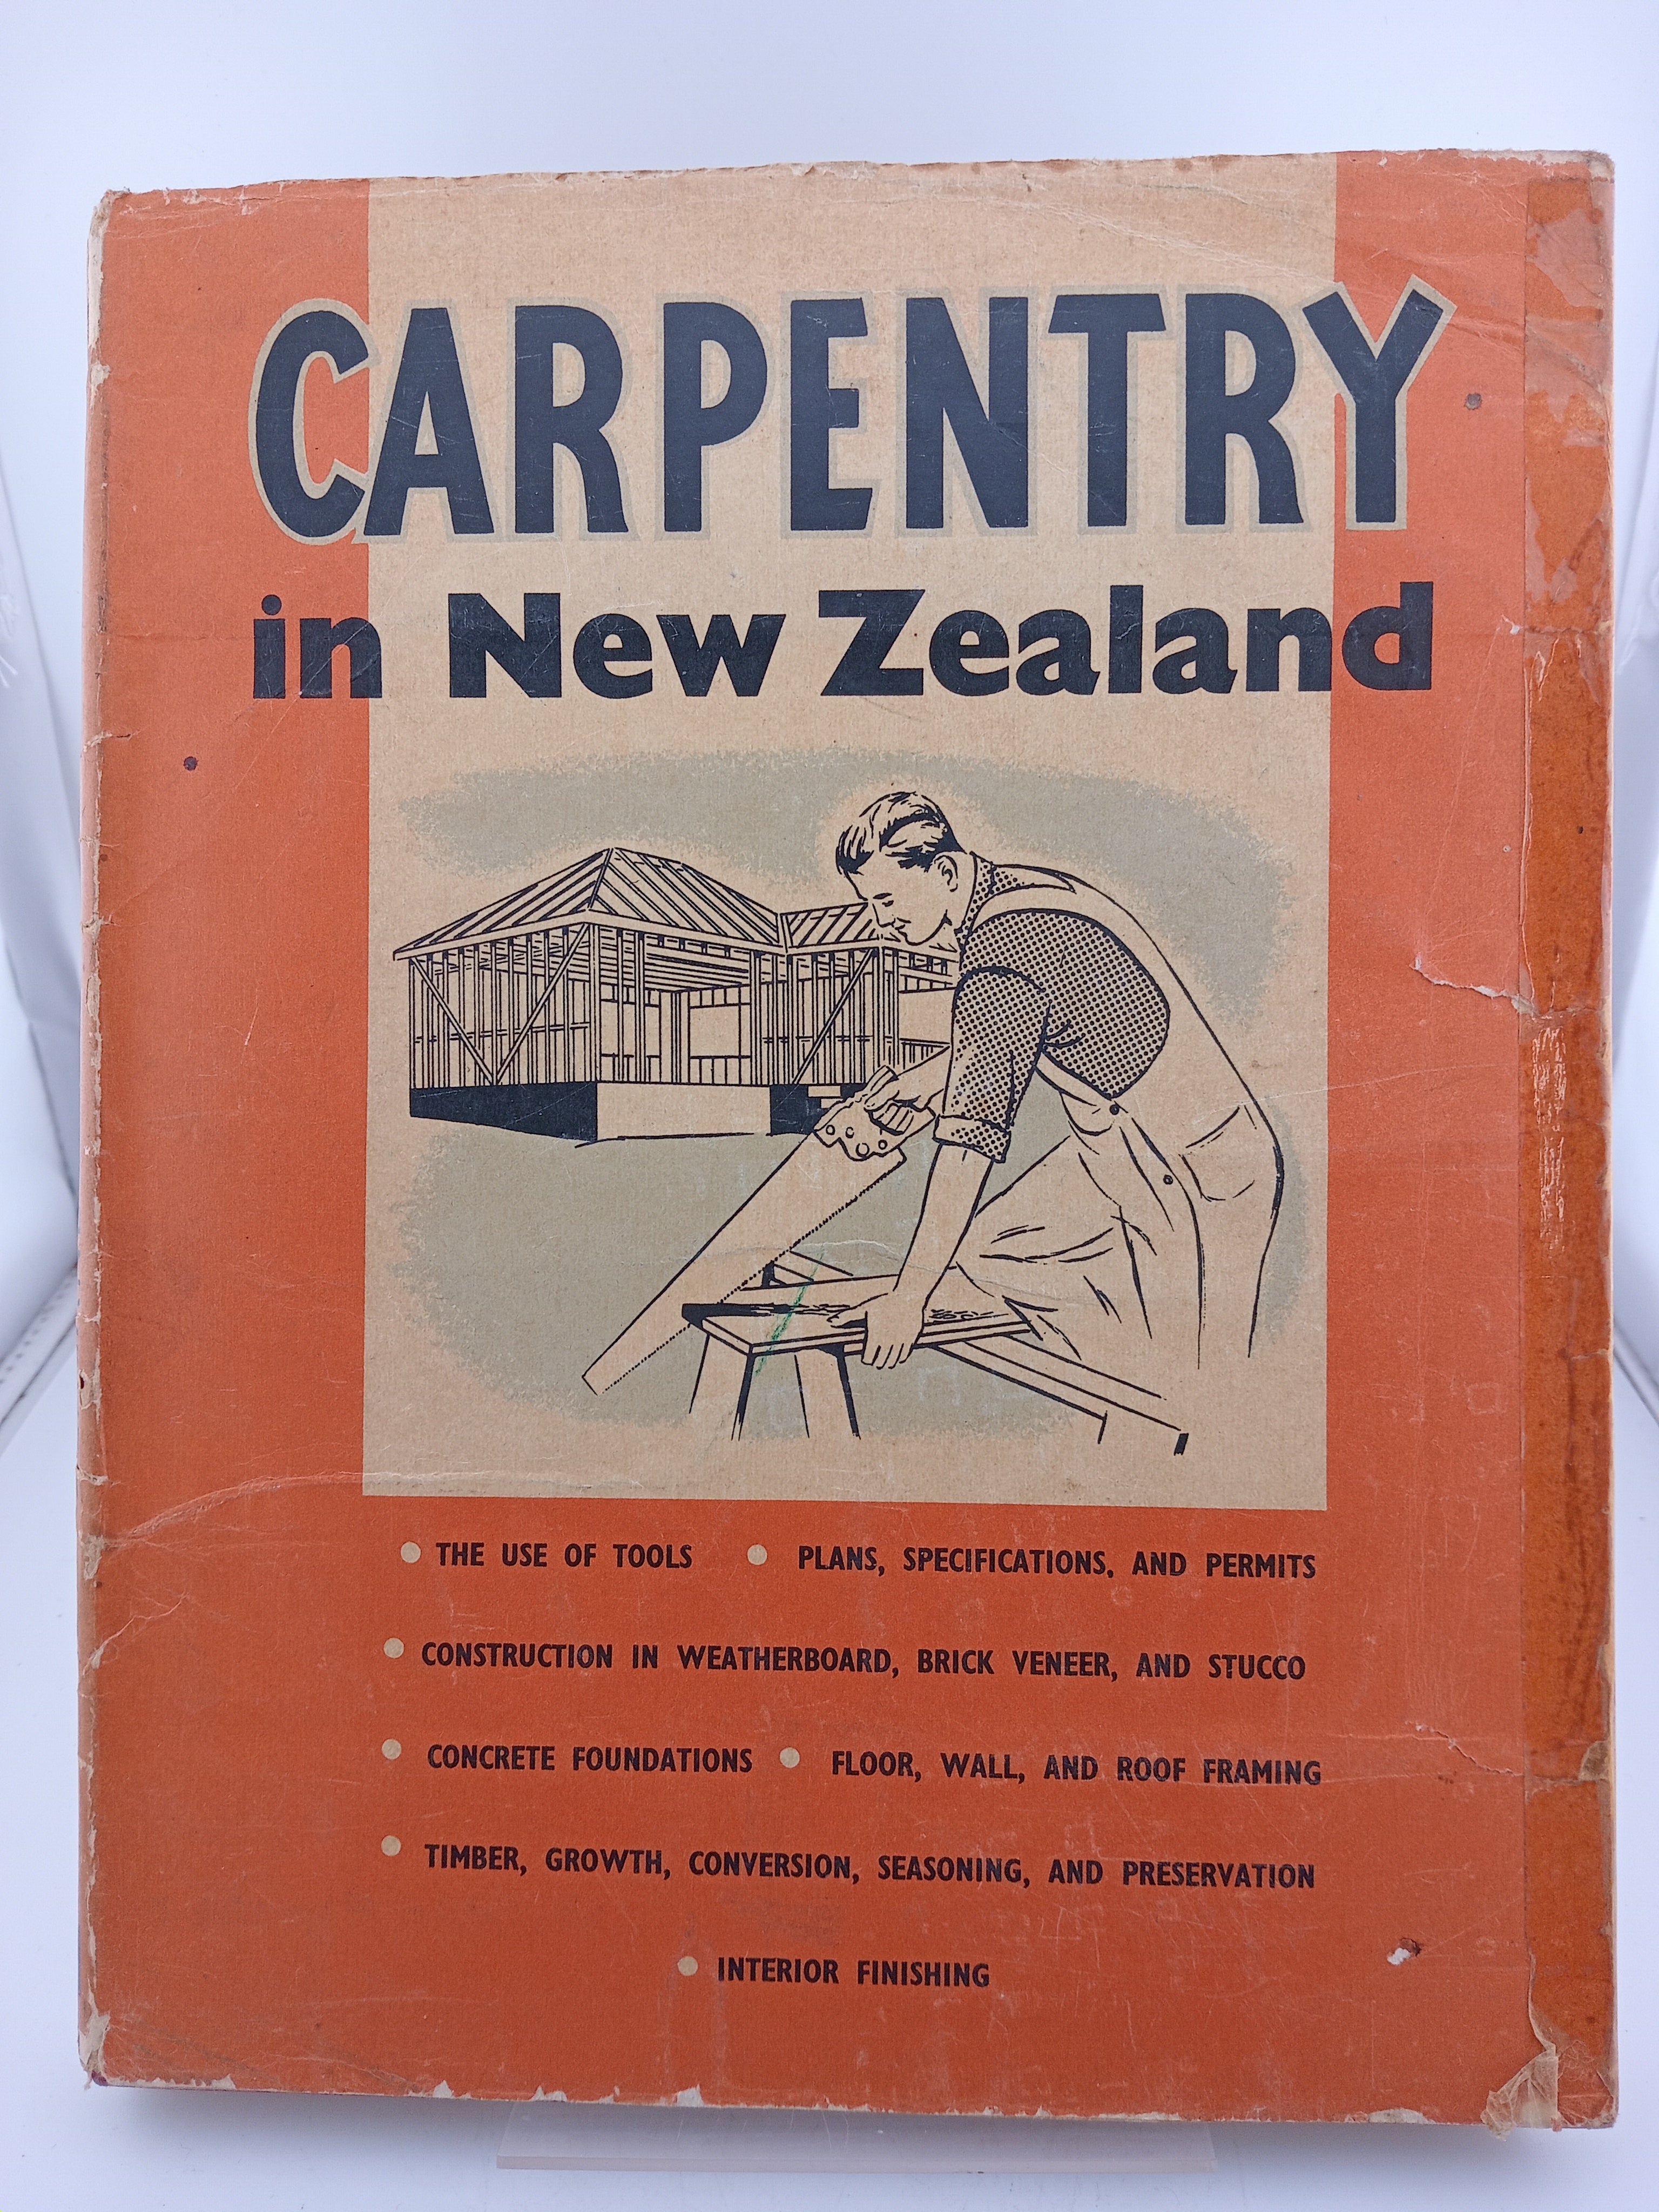 CARPENTRY
in New Zealand
• THE USE OF TOOLS • PLANS, SPECIFICATIONS, AND PERMITS
• CONSTRUCTION IN WEATHERBOARD, BRICK VENEER, AND STUCCO
• CONCRETE FOUNDATIONS • FLOOR, WALL, AND ROOF FRAMING
• TIMBER, GROWTH, CONVERSION, SEASONING, AND PRESERVATION
• INTERIOR FINISHING